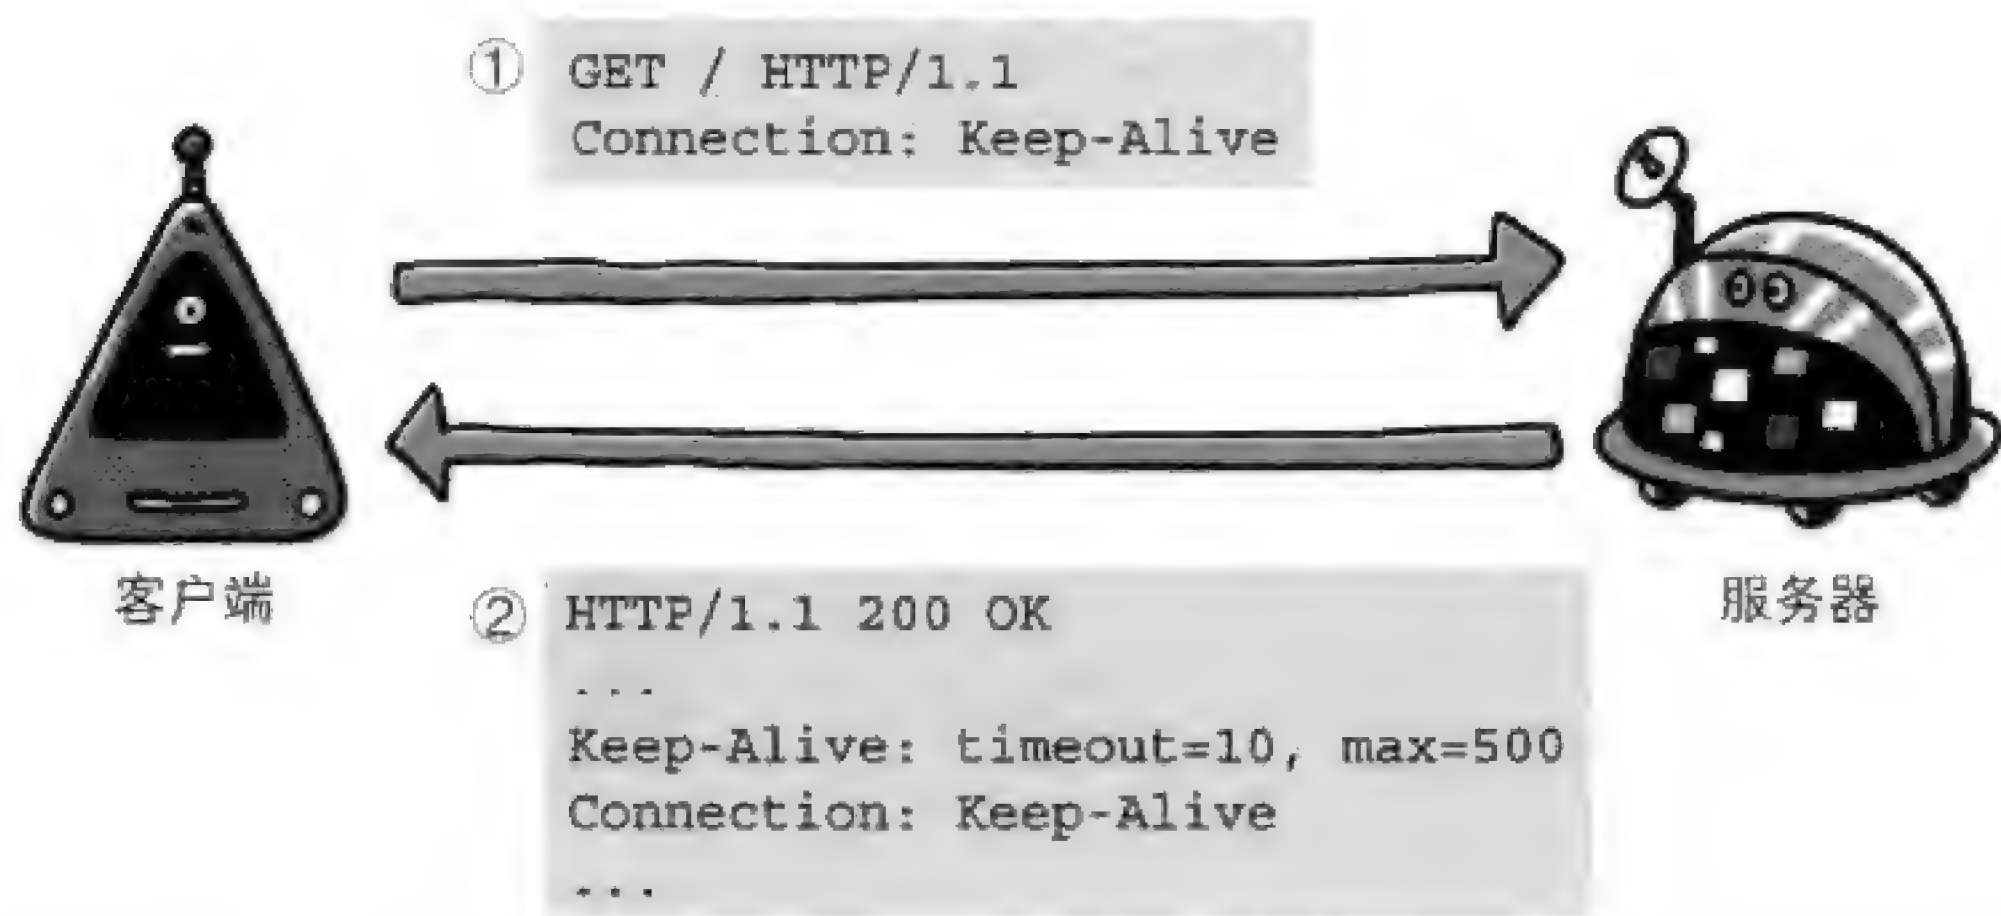 ① GET / HTTP/1.1
Connection: Keep-Alive
客户端
服务器
② HTTP/1.1 200 OK
...
Keep-Alive: timeout=10, max=500
Connection: Keep-Alive
...